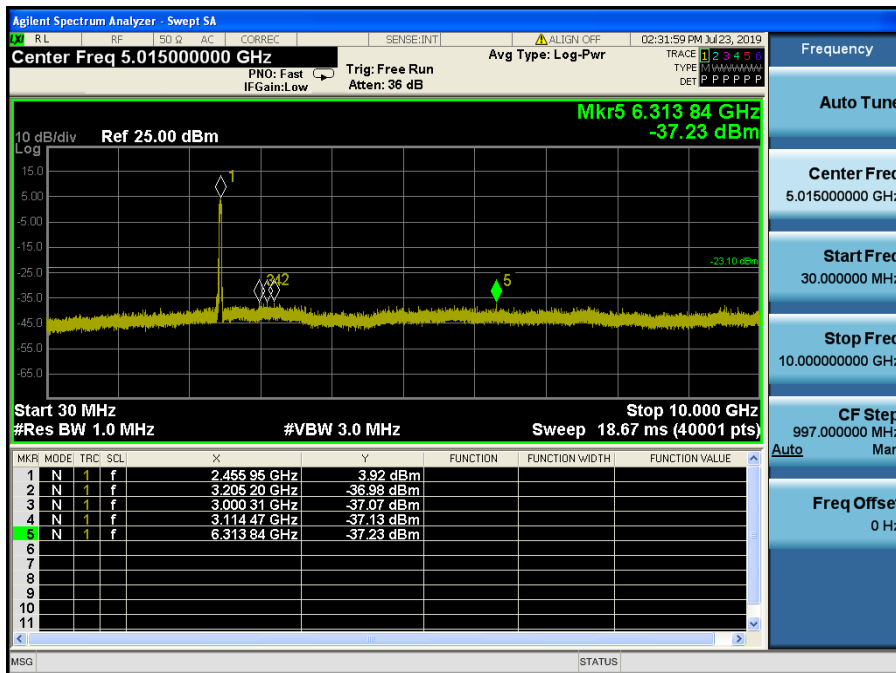 Agilent Spectrum Analyzer - Swept SA
LXI RL RF 50 Ω AC CORREC SENSE:INT ALIGN OFF 02:31:59 PM Jul 23, 2019
Center Freq 5.015000000 GHz
PNO: Fast
IFGain:Low
Trig: Free Run
Atten: 36 dB
Avg Type: Log-Pwr
TRACE 1 2 3 4 5 6
TYPE M W W W W W
DET P P P P P P
Mkr5 6.313 84 GHz
-37.23 dBm
10 dB/div Ref 25.00 dBm
Log
15.0
5.00
-5.00
-15.0
-25.0
-35.0
-45.0
-55.0
-65.0
1
5
-23.10 dBm
Start 30 MHz Stop 10.000 GHz
#Res BW 1.0 MHz #VBW 3.0 MHz Sweep 18.67 ms (40001 pts)
MKR MODE TRC SCL X Y FUNCTION FUNCTION WIDTH FUNCTION VALUE
1 N 1 f 2.455 95 GHz 3.92 dBm
2 N 1 f 3.205 20 GHz -36.98 dBm
3 N 1 f 3.000 31 GHz -37.07 dBm
4 N 1 f 3.114 47 GHz -37.13 dBm
5 N 1 f 6.313 84 GHz -37.23 dBm
6
7
8
9
10
11
MSG STATUS
Frequency
Auto Tune
Center Freq
5.015000000 GHz
Start Freq
30.000000 MHz
Stop Freq
10.000000000 GHz
CF Step
997.000000 MHz
Auto Man
Freq Offset
0 Hz